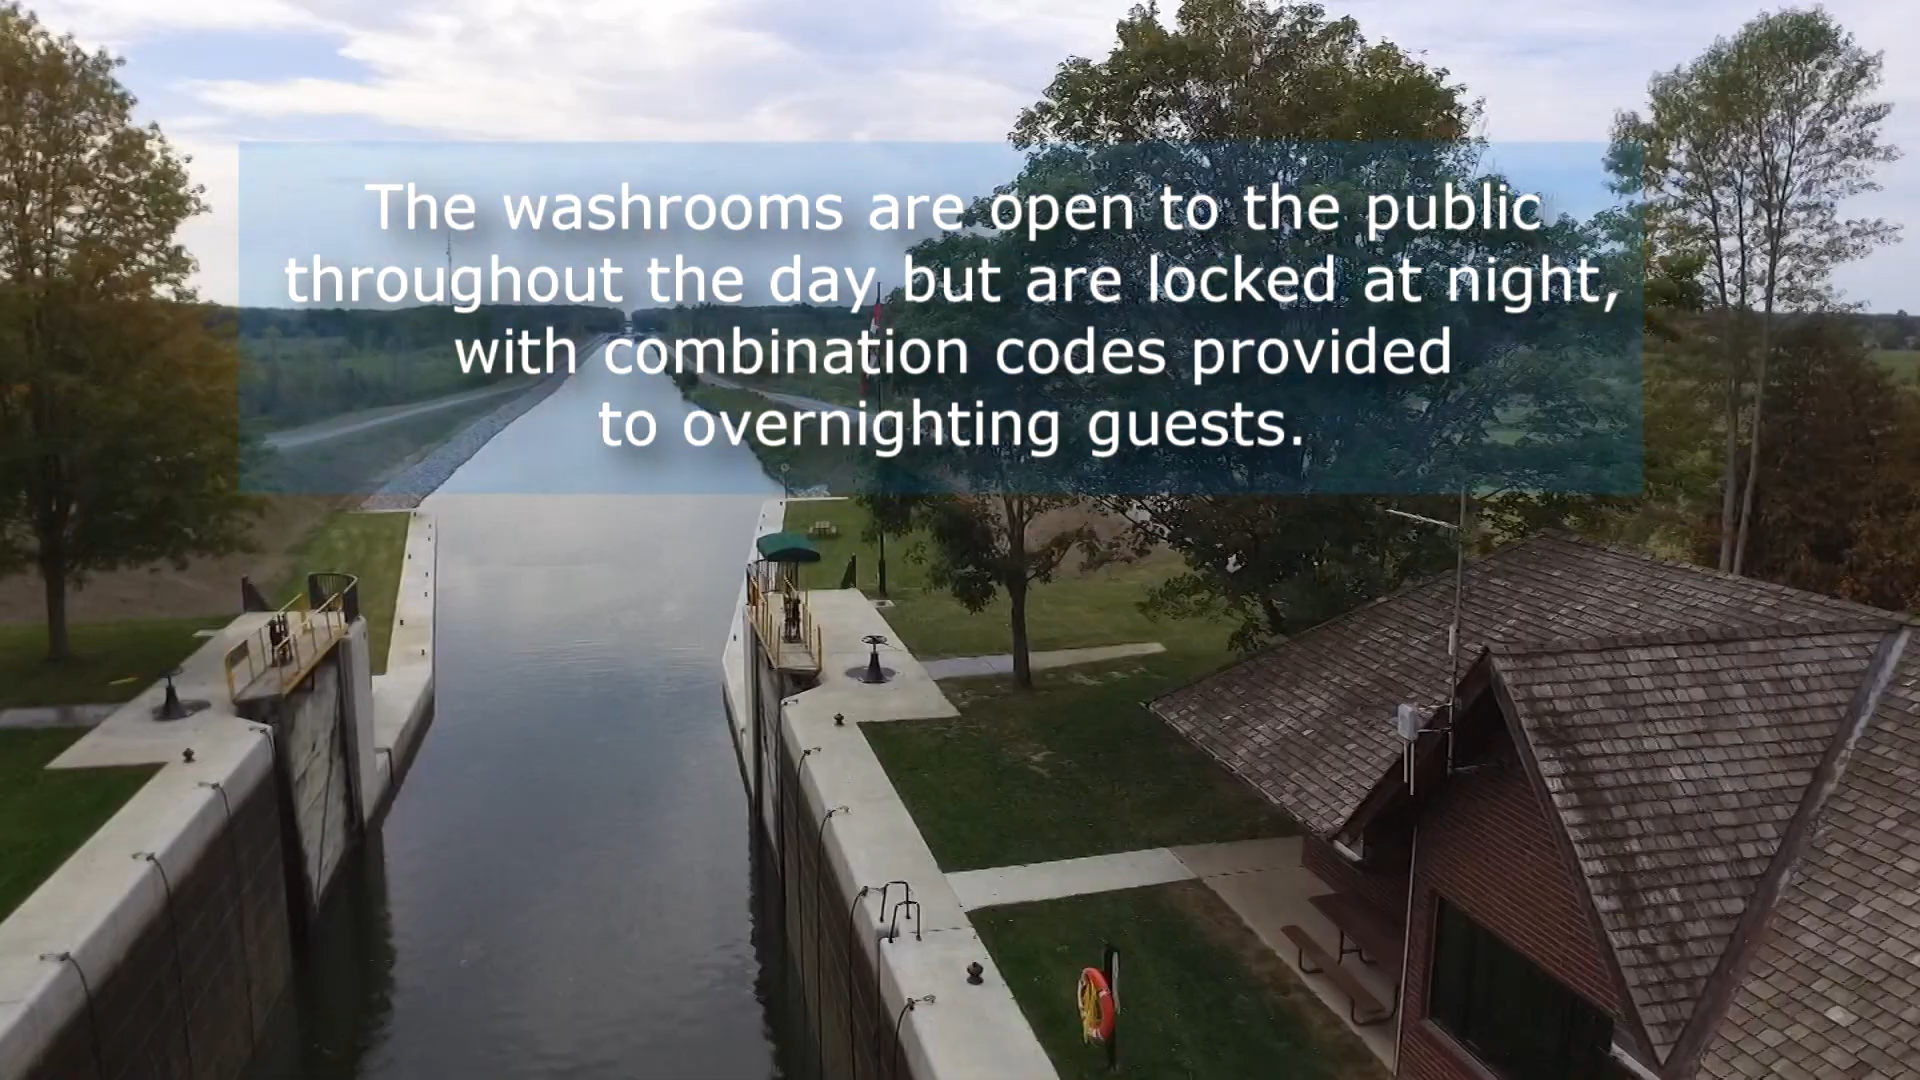 The washrooms are open to the public
throughout the day but are locked at night,
with combination codes provided
to overnighting guests.